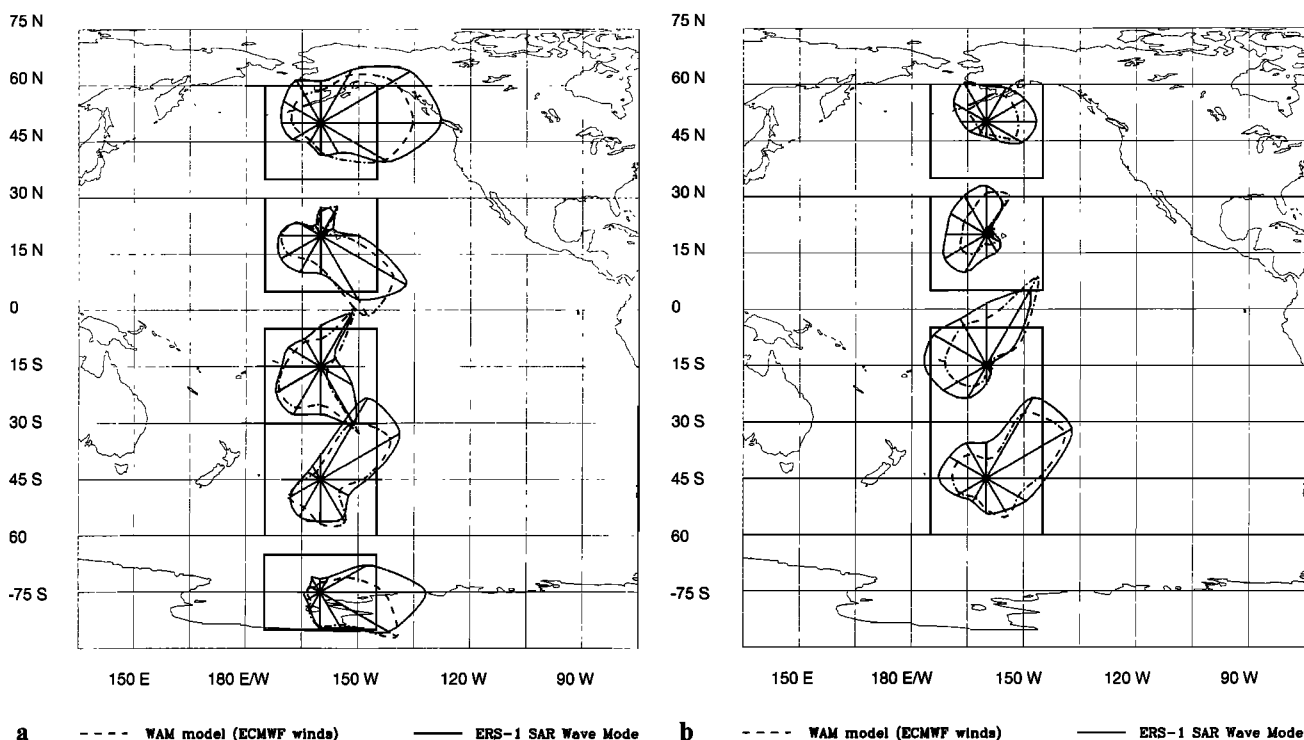 75 N
60 N
45 N
30 N
15 N
0
15 S
30 S
45 S
60
-75 S
150 E 180 E/W 150 W 120 W 90 W
a WAM model (ECMWF winds) ERS-1 SAR Wave Mode
75 N
60 N
45 N
30 N
15 N
0
15 S
30 S
45 S
60
-75 S
150 E 180 E/W 150 W 120 W 90 W
b WAM model (ECMWF winds) ERS-1 SAR Wave Mode